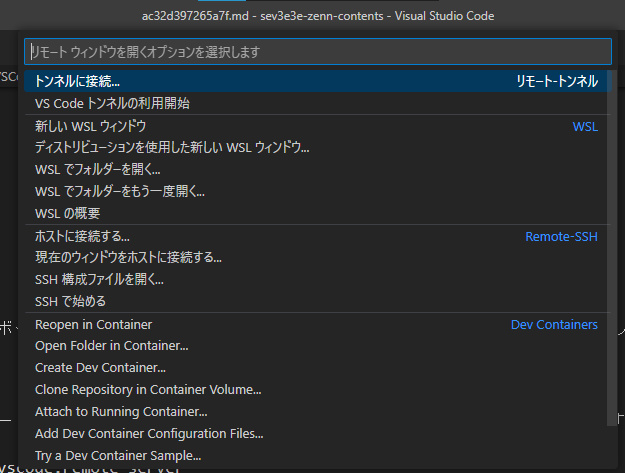 ac32d397265a7f.md - sev3e3e-zenn-contents - Visual Studio Code
リモート ウィンドウを開くオプションを選択します
トンネルに接続... リモート-トンネル
VS Code トンネルの利用開始
新しい WSL ウィンドウ WSL
ディストリビューションを使用した新しい WSL ウィンドウ...
WSL でフォルダーを開く...
WSL でフォルダーをもう一度開く...
WSL の概要
ホストに接続する... Remote-SSH
現在のウィンドウをホストに接続する...
SSH 構成ファイルを開く...
SSH で始める
Reopen in Container Dev Containers
Open Folder in Container...
Create Dev Container...
Clone Repository in Container Volume...
Attach to Running Container...
Add Dev Container Configuration Files...
Try a Dev Container Sample...